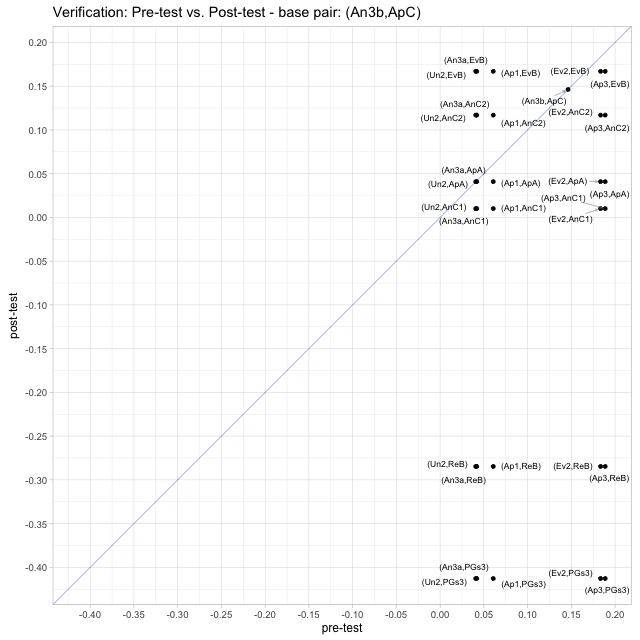 Verification: Pre-test vs. Post-test - base pair: (An3b,ApC)
0.20
(An3a,EvB)
(Un2,EvB)
(Ap1,EvB)
(Ev2,EvB)
(Ap3,EvB)
0.15
(An3b,ApC)
(An3a,AnC2)
(Un2,AnC2)
(Ap1,AnC2)
(Ev2,AnC2)
(Ap3,AnC2)
0.10
0.05
(An3a,ApA)
(Un2,ApA)
(Ap1,ApA)
(Ev2,ApA)
(Ap3,ApA)
(Ap3,AnC1)
(Un2,AnC1)
(Ap1,AnC1)
(An3a,AnC1)
(Ev2,AnC1)
0.00
-0.05
-0.10
-0.15
-0.20
-0.25
(Un2,ReB)
(Ap1,ReB)
(Ev2,ReB)
(An3a,ReB)
(Ap3,ReB)
-0.30
-0.35
-0.40
(An3a,PGs3)
(Un2,PGs3)
(Ap1,PGs3)
(Ev2,PGs3)
(Ap3,PGs3)
post-test
-0.40 -0.35 -0.30 -0.25 -0.20 -0.15 -0.10 -0.05 0.00 0.05 0.10 0.15 0.20
pre-test